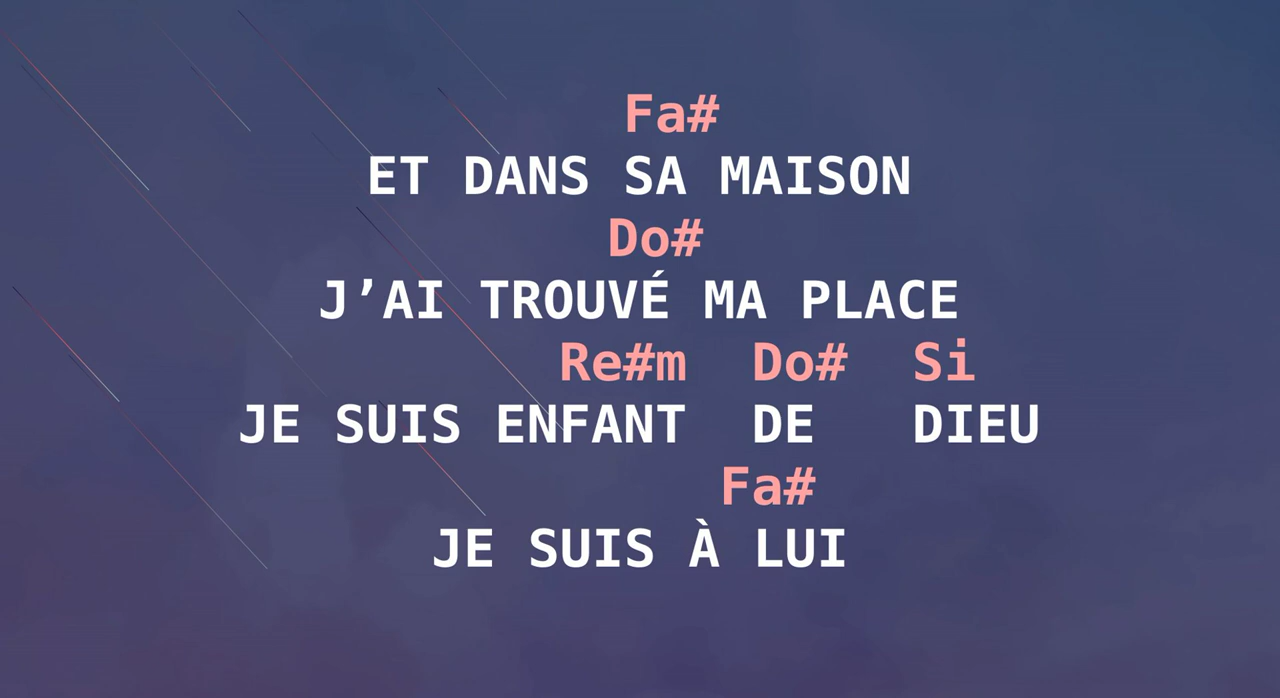 Fa#
ET DANS SA MAISON
Do#
J’AI TROUVÉ MA PLACE
Re#m Do# Si
JE SUIS ENFANT DE DIEU
Fa#
JE SUIS À LUI